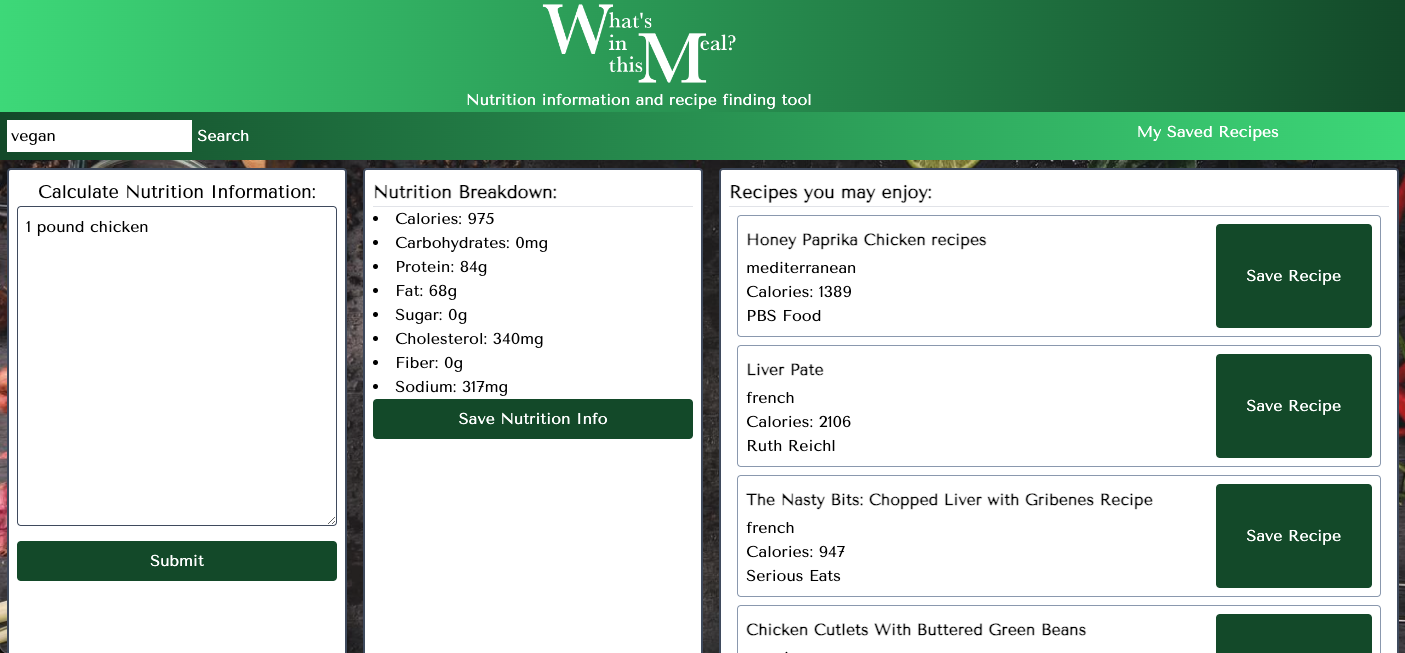 What's
in Meal?
this
Nutrition information and recipe finding tool
vegan Search My Saved Recipes
Calculate Nutrition Information:
1 pound chicken
Submit
Nutrition Breakdown:
• Calories: 975
• Carbohydrates: 0mg
• Protein: 84g
• Fat: 68g
• Sugar: 0g
• Cholesterol: 340mg
• Fiber: 0g
• Sodium: 317mg
Save Nutrition Info
Recipes you may enjoy:
Honey Paprika Chicken recipes
mediterranean
Calories: 1389
PBS Food
Save Recipe
Liver Pate
french
Calories: 2106
Ruth Reichl
Save Recipe
The Nasty Bits: Chopped Liver with Gribenes Recipe
french
Calories: 947
Serious Eats
Save Recipe
Chicken Cutlets With Buttered Green Beans